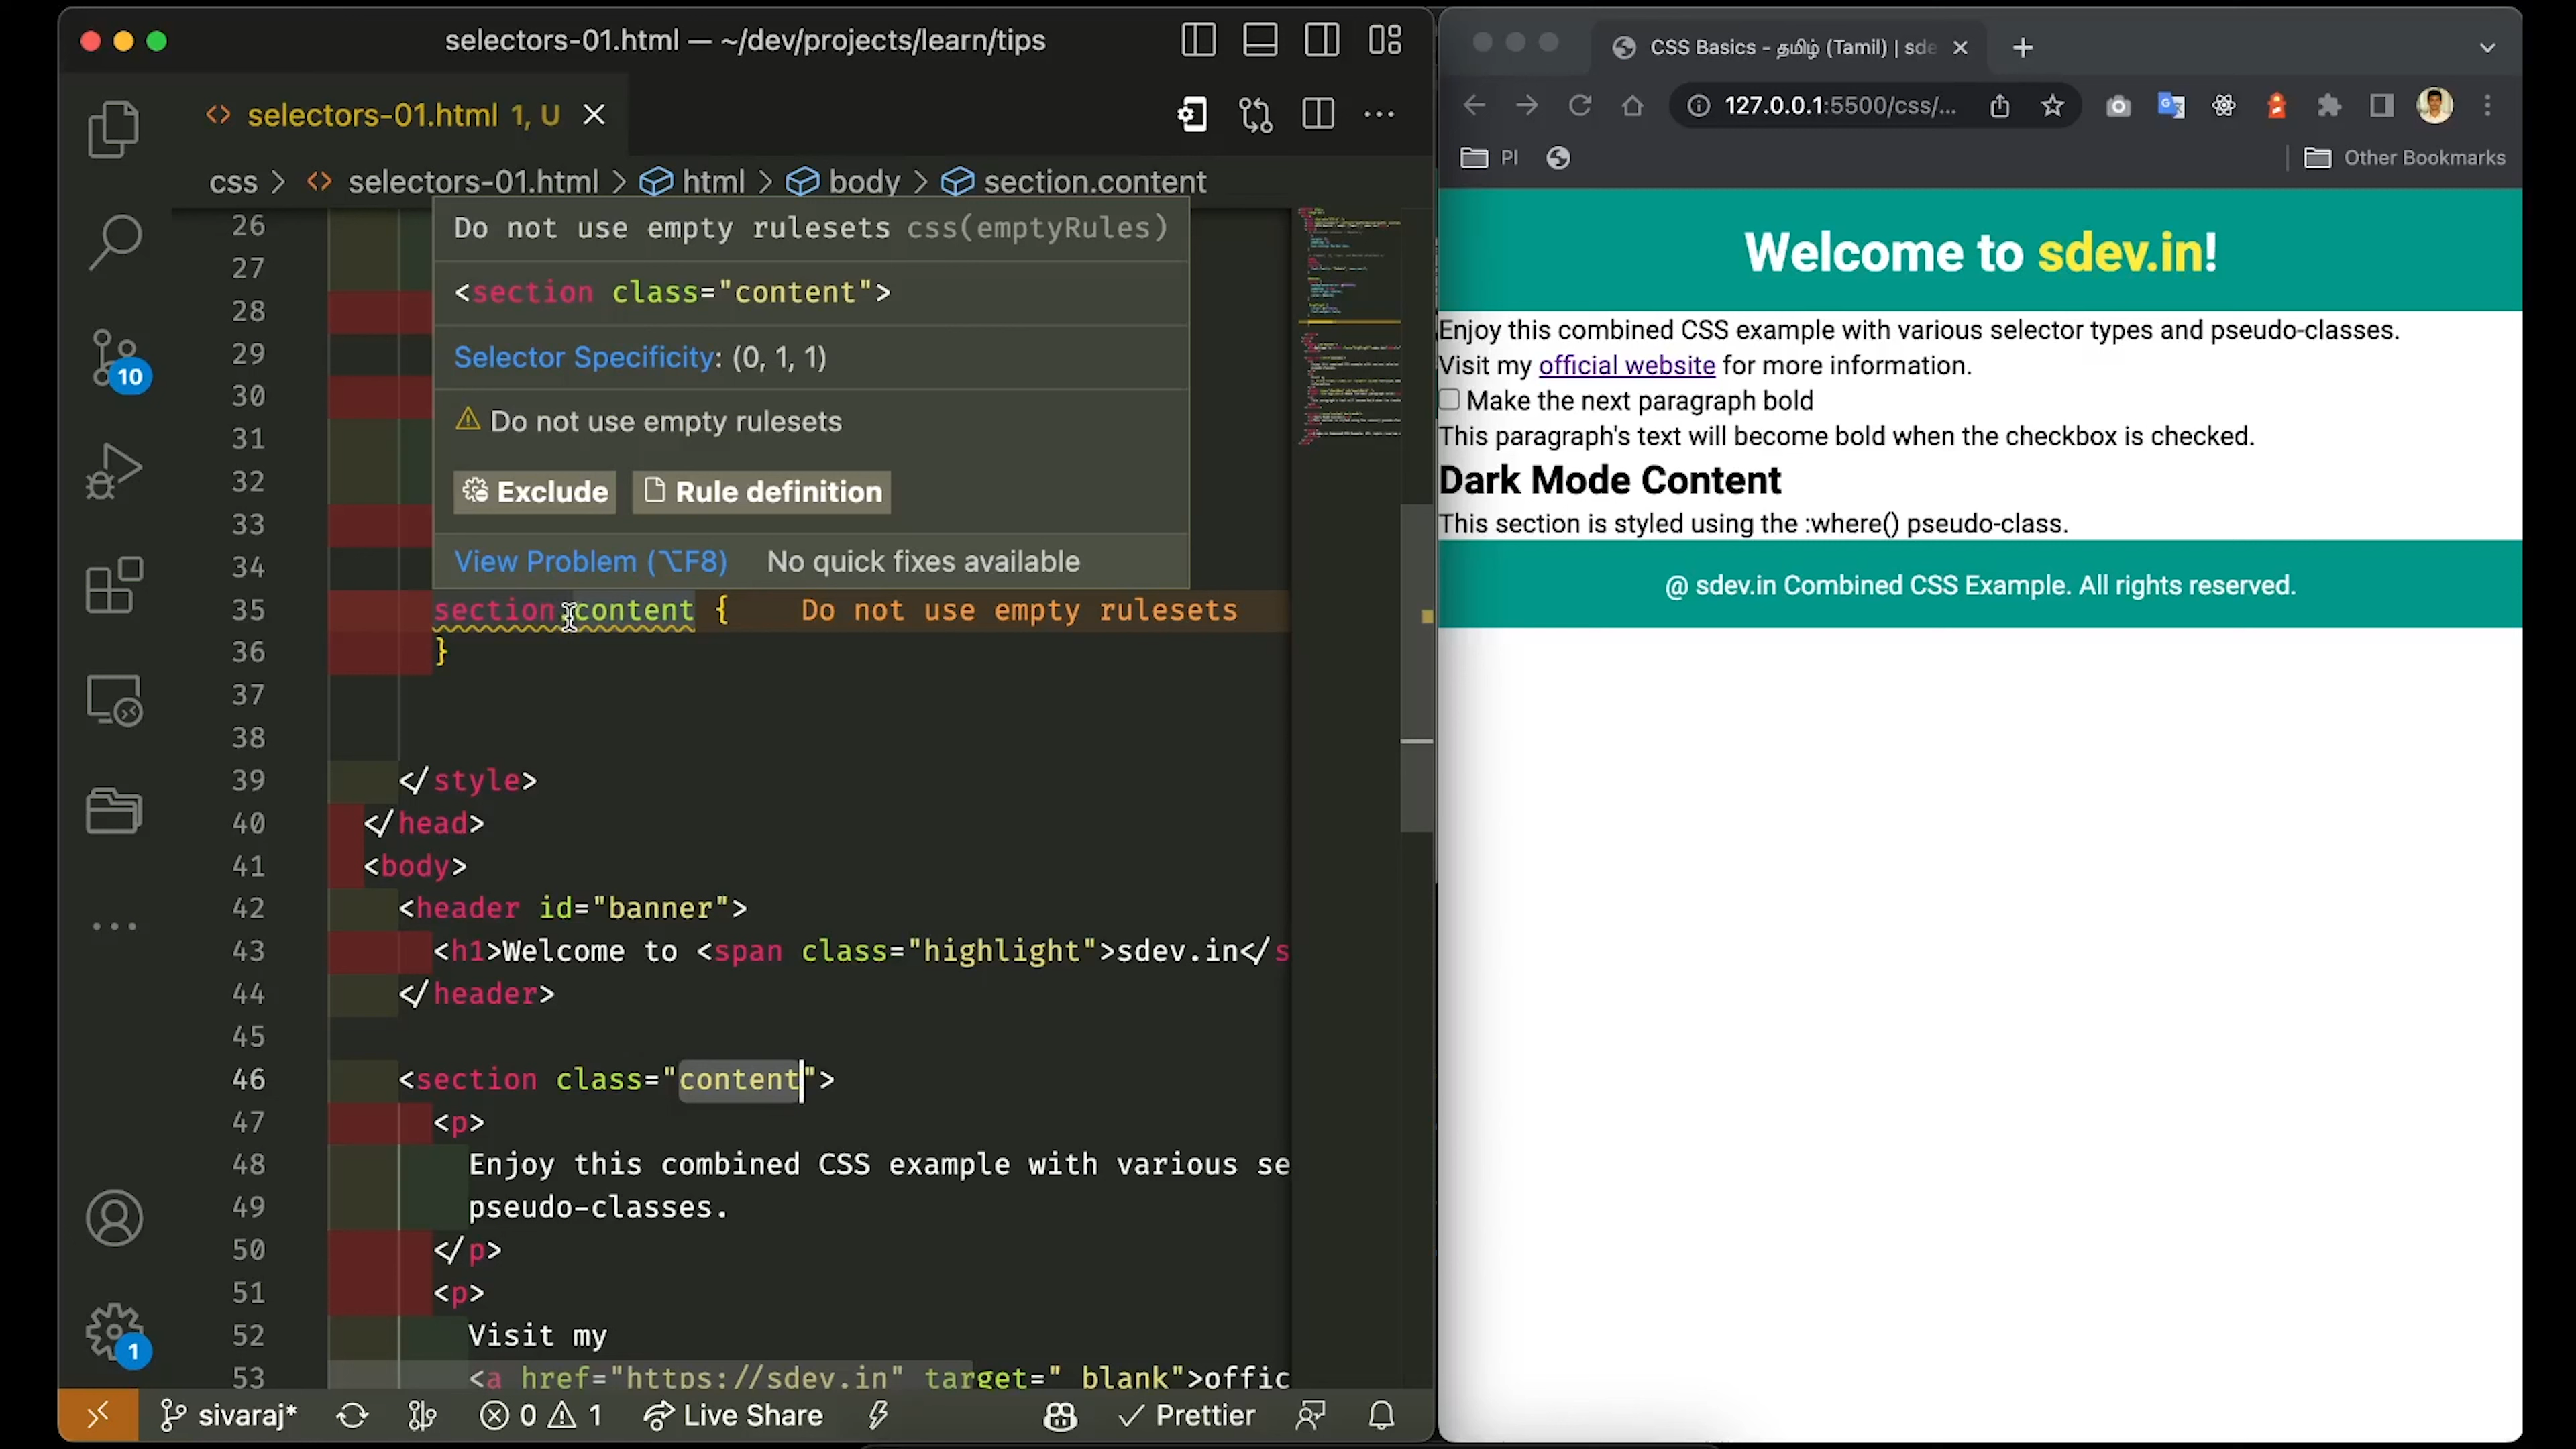 selectors-01.html — ~/dev/projects/learn/tips
selectors-01.html 1, U
css > selectors-01.html > html > body > section.content
26
27
28
29
30
31
32
33
34
Do not use empty rulesets css(emptyRules)
<section class="content">
Selector Specificity: (0, 1, 1)
Do not use empty rulesets
Exclude Rule definition
View Problem (⌥F8) No quick fixes available
35 section.content { Do not use empty rulesets
36 }
37
38
39 </style>
40 </head>
41 <body>
42 <header id="banner">
43 <h1>Welcome to <span class="highlight">sdev.in</s
44 </header>
45
46 <section class="content">
47 <p>
48 Enjoy this combined CSS example with various se
49 pseudo-classes.
50 </p>
51 <p>
52 Visit my
53 <a href="https://sdev.in" target="_blank">offic
10
1
sivaraj* 0 1 Live Share Prettier
CSS Basics - தமிழ் (Tamil) | sde
127.0.0.1:5500/css/...
PI Other Bookmarks
Welcome to sdev.in!
Enjoy this combined CSS example with various selector types and pseudo-classes.
Visit my official website for more information.
Make the next paragraph bold
This paragraph's text will become bold when the checkbox is checked.
Dark Mode Content
This section is styled using the :where() pseudo-class.
@ sdev.in Combined CSS Example. All rights reserved.